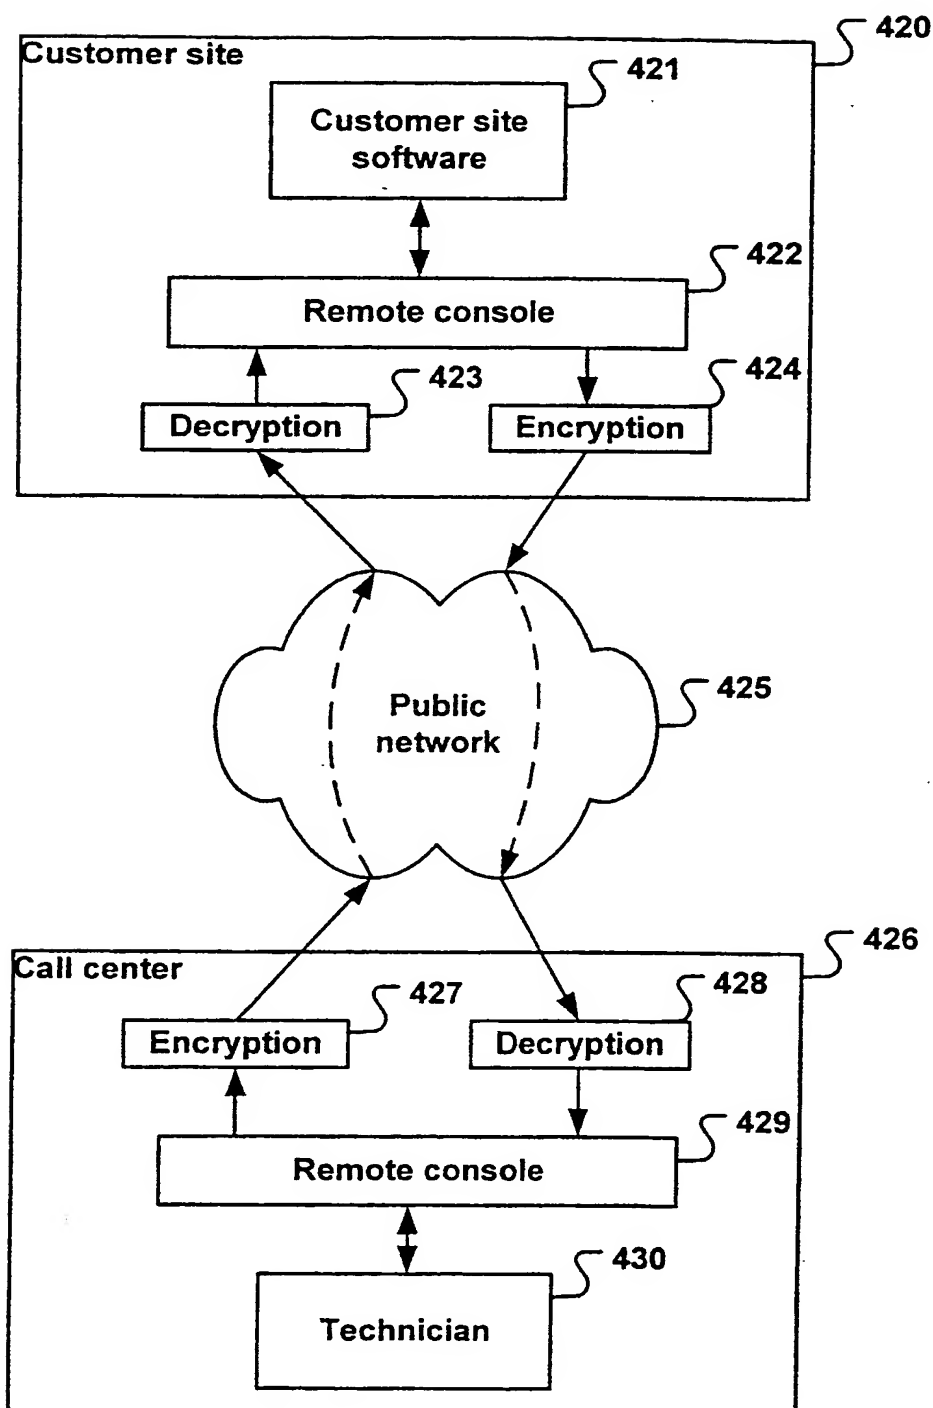 420
Customer site
421
Customer site
software
422
Remote console
423
424
Decryption
Encryption
425
Public
network
426
Call center
427
428
Encryption
Decryption
429
Remote console
430
Technician